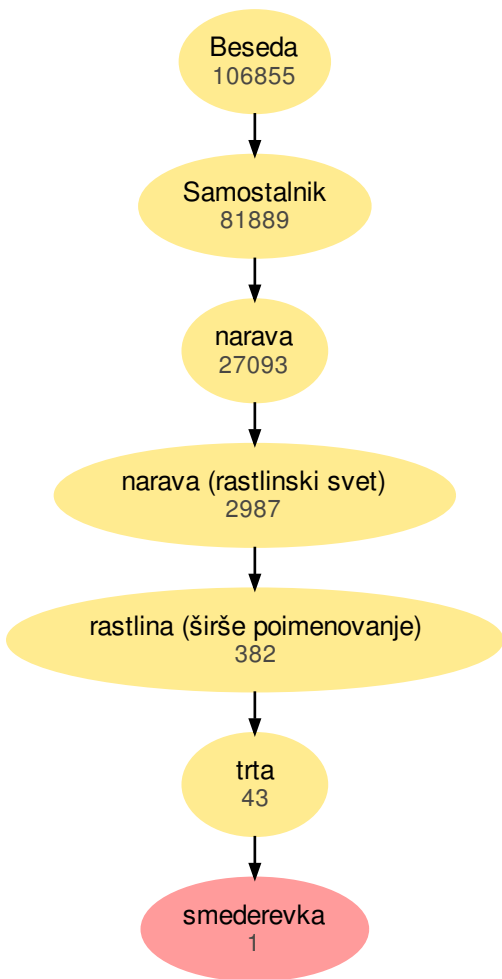 Beseda
106855
Samostalnik
81889
narava
27093
narava (rastlinski svet)
2987
rastlina (širše poimenovanje)
382
trta
43
smederevka
1